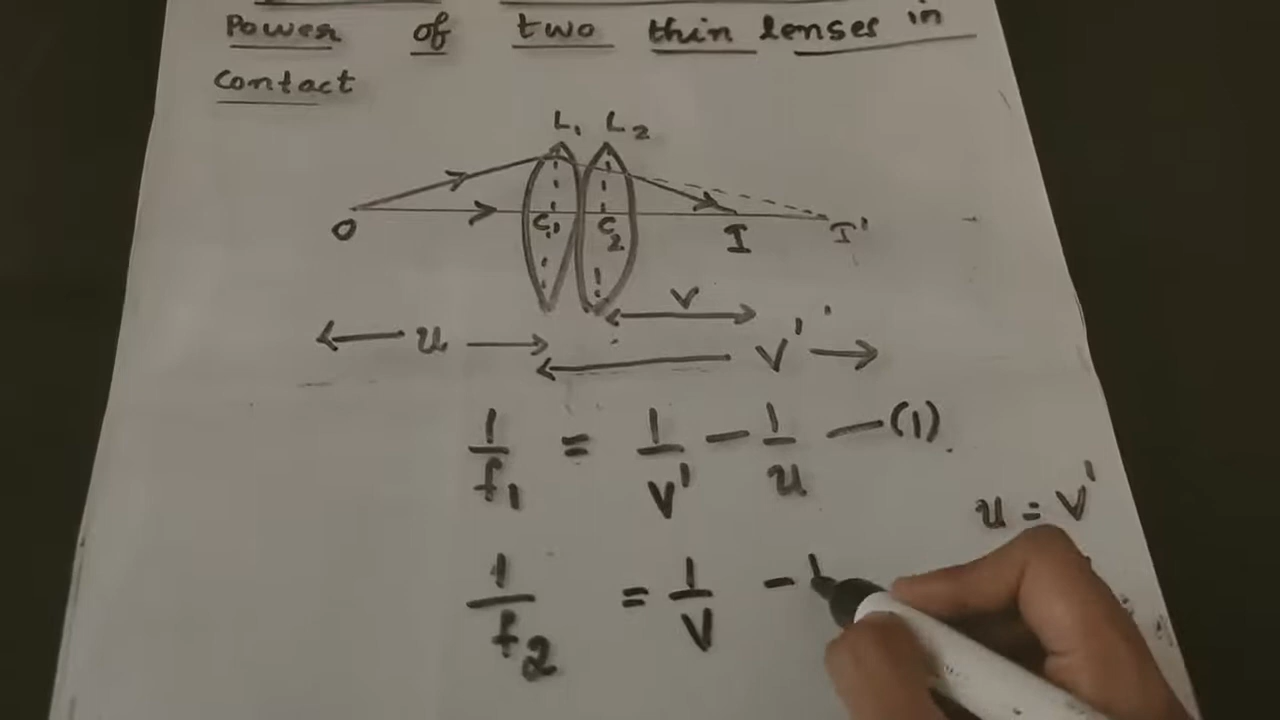 Power of two thin lenses in
Contact
L1 L2
O C1 C2 I I'
v
u v'
1/f1 = 1/v' - 1/u —(1).
u = v'
1/f2 = 1/v - 1